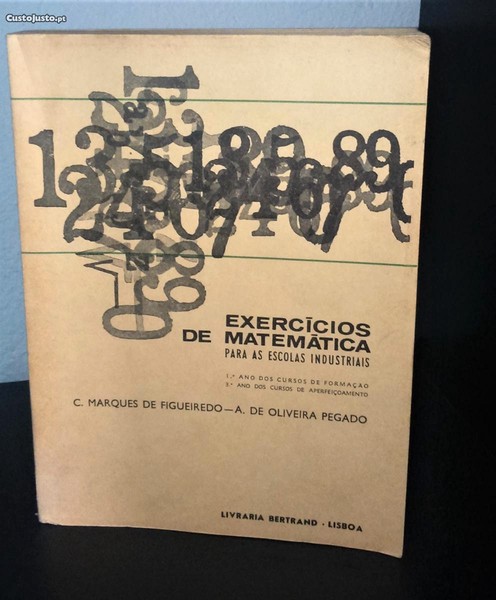 CustoJusto.pt
EXERCÍCIOS
DE MATEMÁTICA
PARA AS ESCOLAS INDUSTRIAIS
1.º ANO DOS CURSOS DE FORMAÇÃO
3.º ANO DOS CURSOS DE APERFEIÇOAMENTO
C. MARQUES DE FIGUEIREDO—A. DE OLIVEIRA PEGADO
LIVRARIA BERTRAND · LISBOA